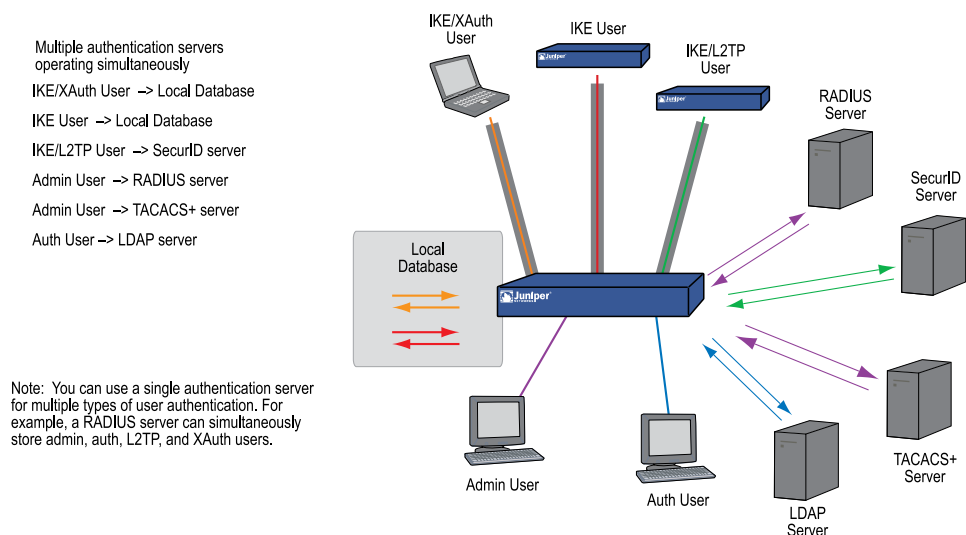 Multiple authentication servers
operating simultaneously
IKE/XAuth User –> Local Database
IKE User –> Local Database
IKE/L2TP User –> SecurID server
Admin User –> RADIUS server
Admin User –> TACACS+ server
Auth User –> LDAP server
Note: You can use a single authentication server
for multiple types of user authentication. For
example, a RADIUS server can simultaneously
store admin, auth, L2TP, and XAuth users.
IKE/XAuth
User
IKE User
Juniper
IKE/L2TP
User
Juniper
RADIUS
Server
SecurID
Server
Local
Database
Juniper
NETWORKS
Admin User
Auth User
LDAP
Server
TACACS+
Server